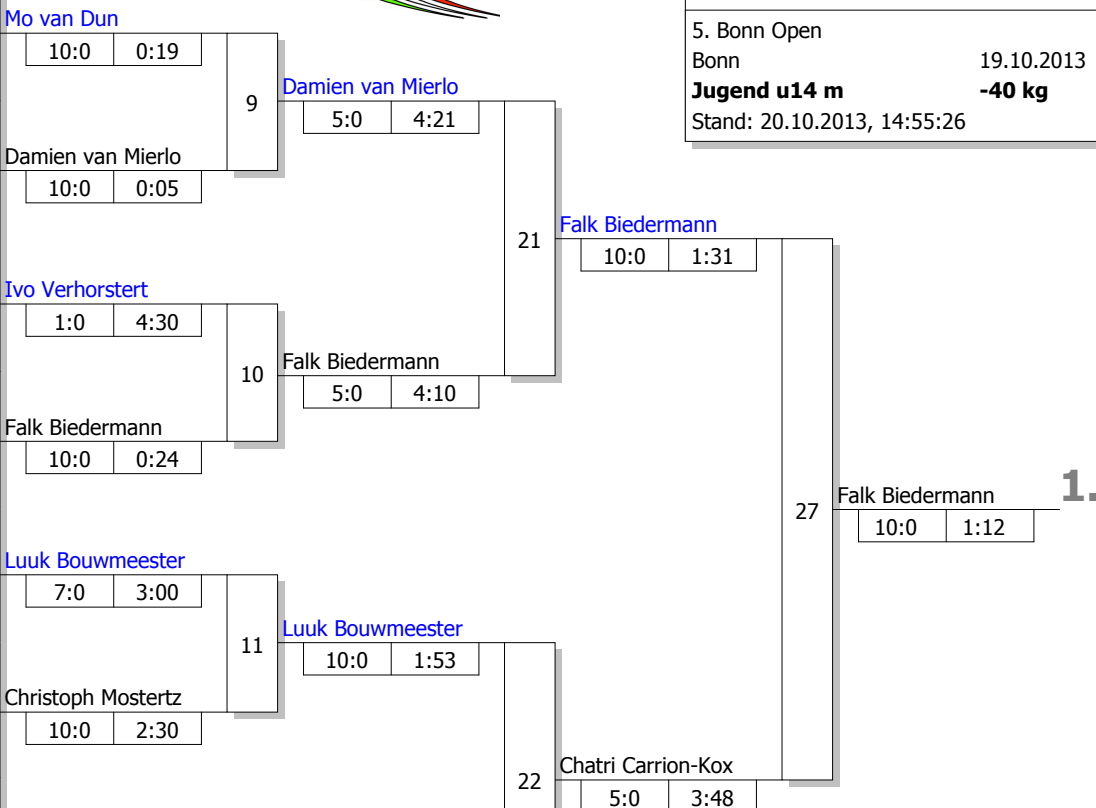 Mo van Dun
10:0 0:19
5. Bonn Open
Bonn 19.10.2013
Jugend u14 m -40 kg
Stand: 20.10.2013, 14:55:26
9
Damien van Mierlo
5:0 4:21
Damien van Mierlo
10:0 0:05
21
Falk Biedermann
10:0 1:31
Ivo Verhorstert
1:0 4:30
10
Falk Biedermann
5:0 4:10
Falk Biedermann
10:0 0:24
27
Falk Biedermann
10:0 1:12
1.
Luuk Bouwmeester
7:0 3:00
11
Luuk Bouwmeester
10:0 1:53
Christoph Mostertz
10:0 2:30
22
Chatri Carrion-Kox
5:0 3:48